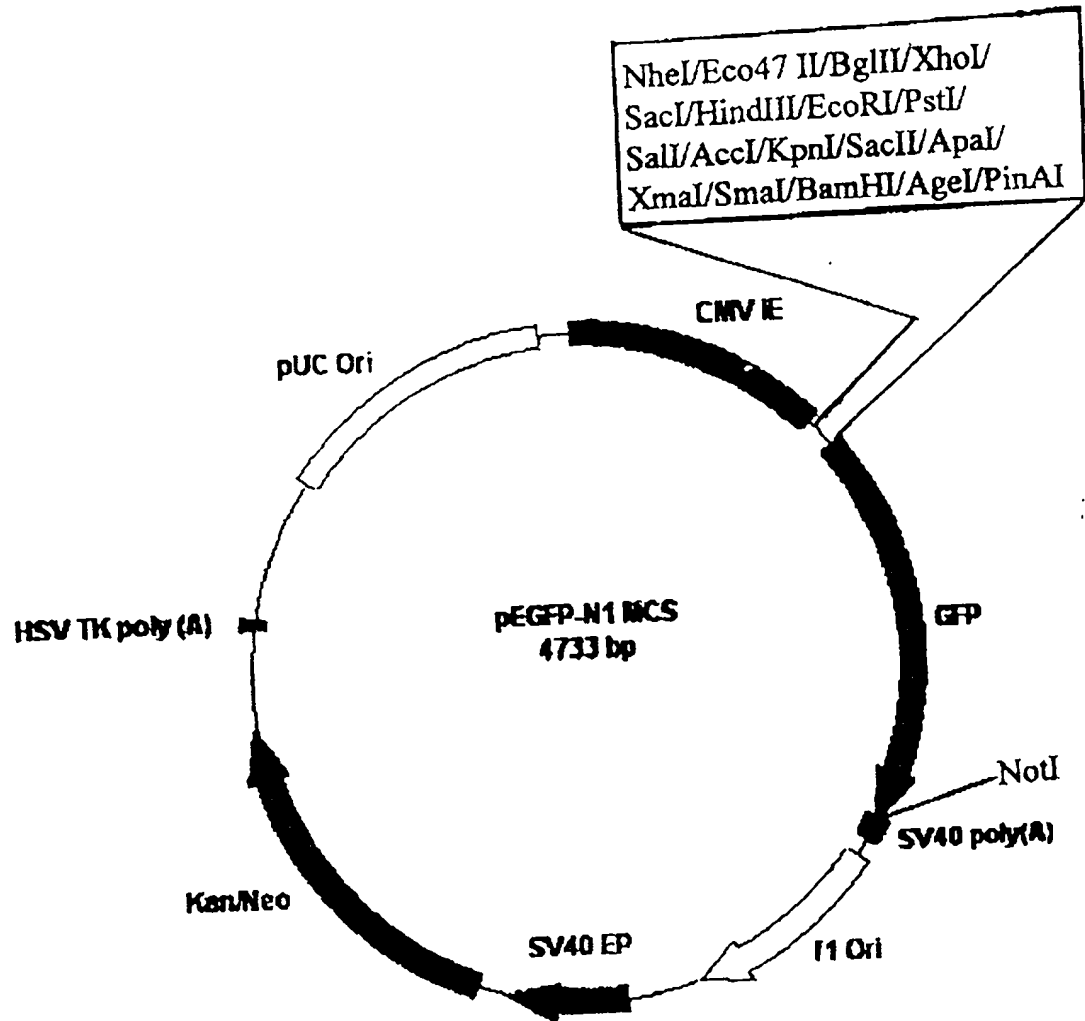 NheI/Eco47 II/BglII/XhoI/
SacI/HindIII/EcoRI/PstI/
SalI/AccI/KpnI/SacII/ApaI/
XmaI/SmaI/BamHI/AgeI/PinAI
CMV IE
pUC Ori
HSV TK poly (A)
pEGFP-N1 MCS
4733 bp
GFP
NotI
SV40 poly(A)
Kan/Neo
SV40 EP
f1 Ori